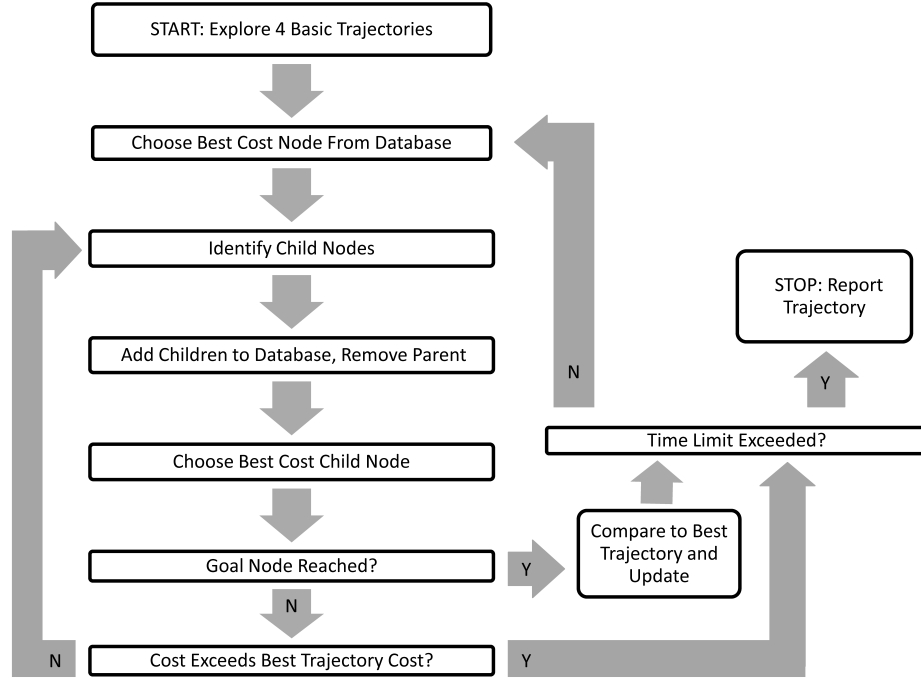 START: Explore 4 Basic Trajectories
Choose Best Cost Node From Database
Identify Child Nodes
Add Children to Database, Remove Parent
Choose Best Cost Child Node
Goal Node Reached?
N
Cost Exceeds Best Trajectory Cost?
N
Y
Y
Compare to Best
Trajectory and
Update
Time Limit Exceeded?
N
Y
STOP: Report
Trajectory